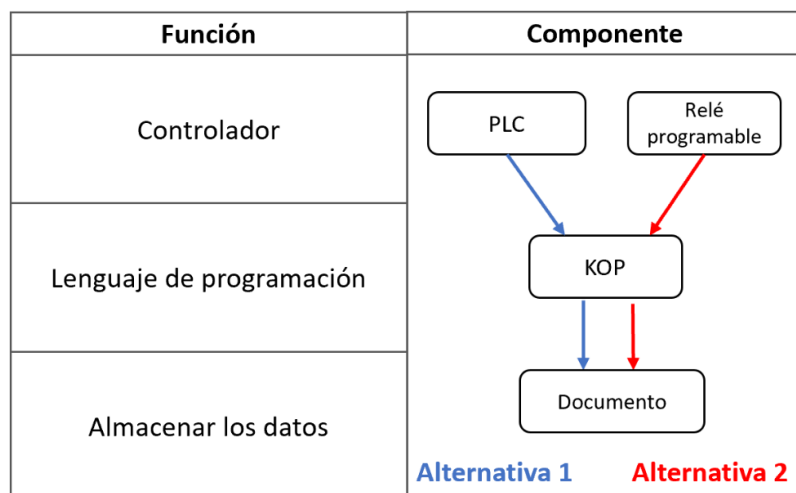 Función
Componente
Controlador
PLC
Relé
programable
Lenguaje de programación
KOP
Almacenar los datos
Documento
Alternativa 1
Alternativa 2